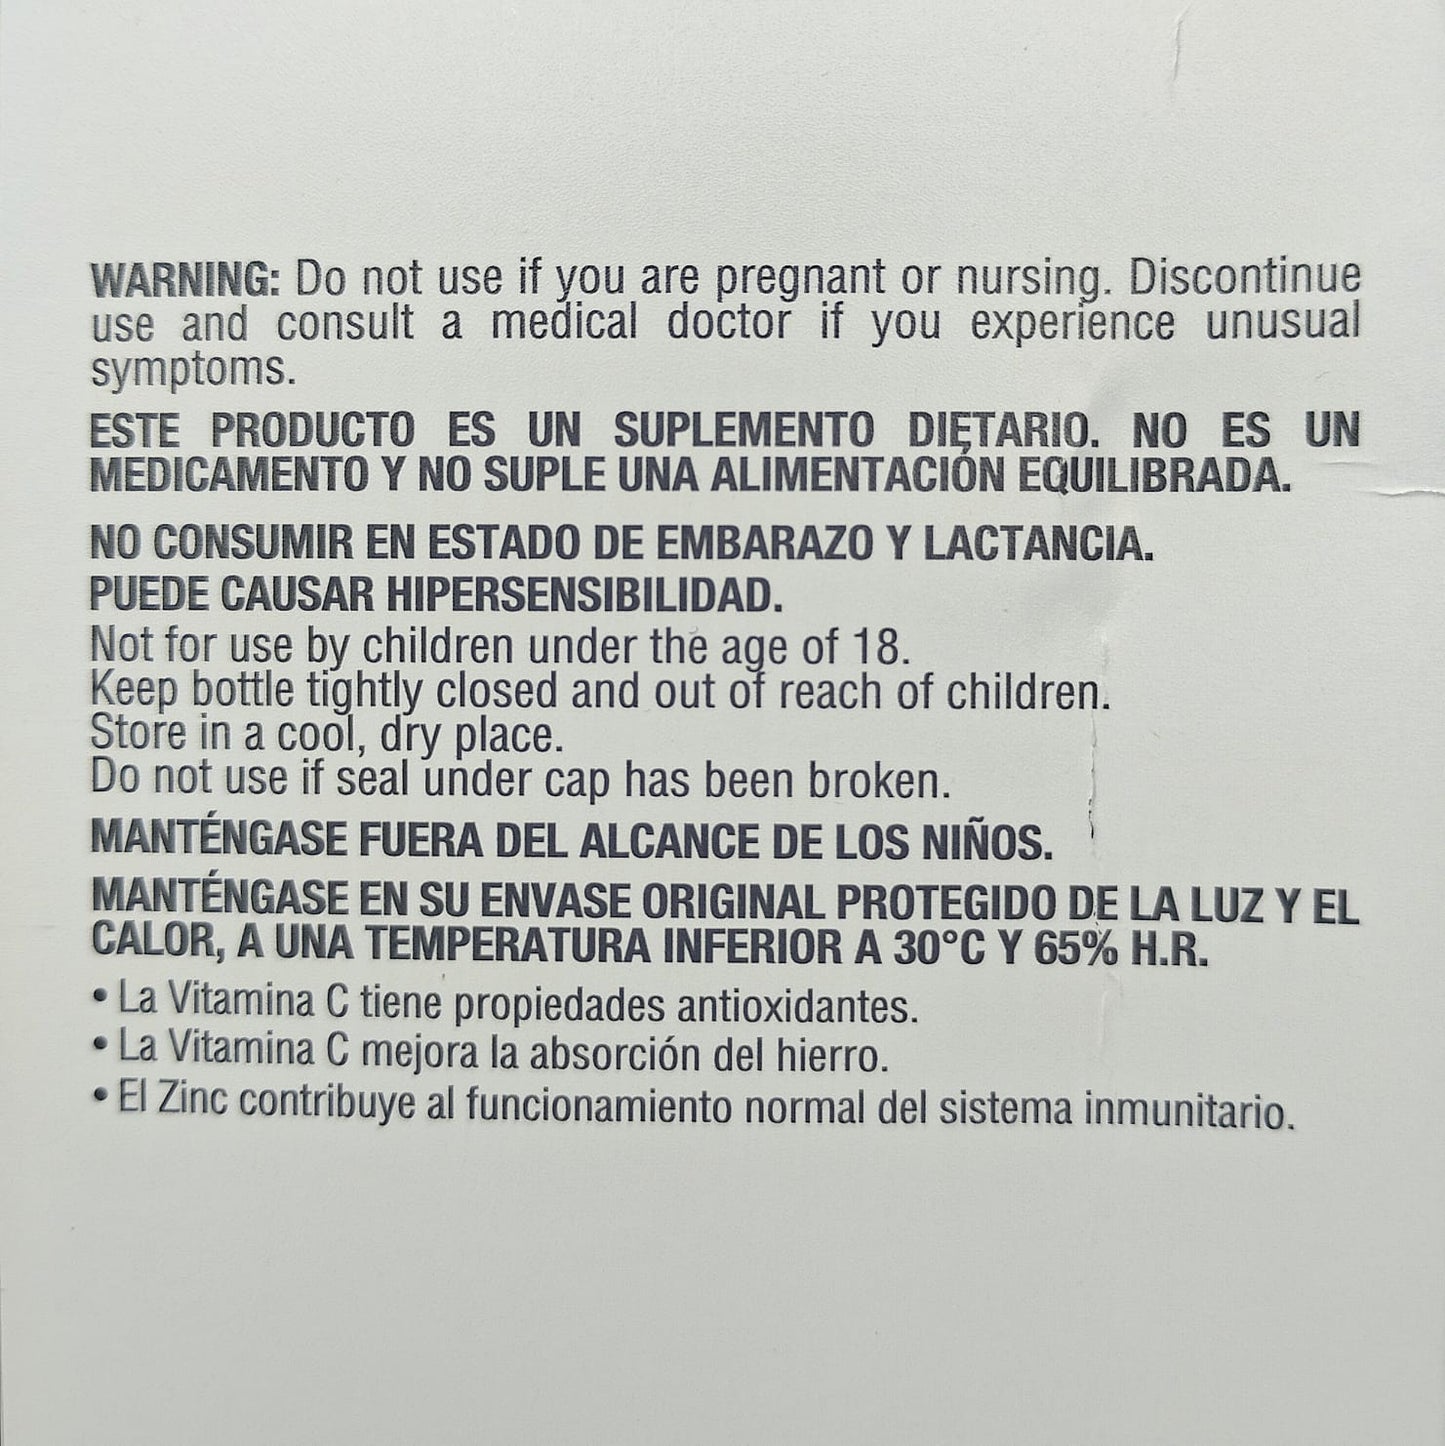 WARNING: Do not use if you are pregnant or nursing. Discontinue
use and consult a medical doctor if you experience unusual
symptoms.
ESTE PRODUCTO ES UN SUPLEMENTO DIETARIO. NO ES UN
MEDICAMENTO Y NO SUPLE UNA ALIMENTACIÓN EQUILIBRADA.
NO CONSUMIR EN ESTADO DE EMBARAZO Y LACTANCIA.
PUEDE CAUSAR HIPERSENSIBILIDAD.
Not for use by children under the age of 18.
Keep bottle tightly closed and out of reach of children.
Store in a cool, dry place.
Do not use if seal under cap has been broken.
MANTÉNGASE FUERA DEL ALCANCE DE LOS NIÑOS.
MANTÉNGASE EN SU ENVASE ORIGINAL PROTEGIDO DE LA LUZ Y EL
CALOR, A UNA TEMPERATURA INFERIOR A 30°C Y 65% H.R.
• La Vitamina C tiene propiedades antioxidantes.
• La Vitamina C mejora la absorción del hierro.
• El Zinc contribuye al funcionamiento normal del sistema inmunitario.